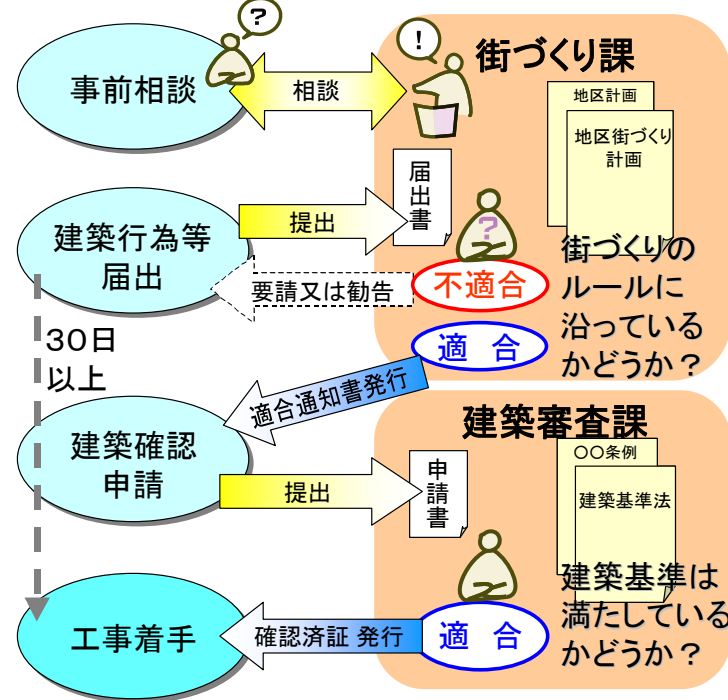 ?
!
街づくり課
事前相談
相談
地区計画
地区街づくり
計画
届出書
建築行為等
届出
提出
?
街づくりの
ルールに
沿っている
かどうか？
要請又は勧告
不適合
適 合
30日
以上
適合通知書発行
建築審査課
建築確認
申請
提出
申請書
〇〇条例
建築基準法
建築基準は
満たしている
かどうか？
工事着手
確認済証 発行
適 合